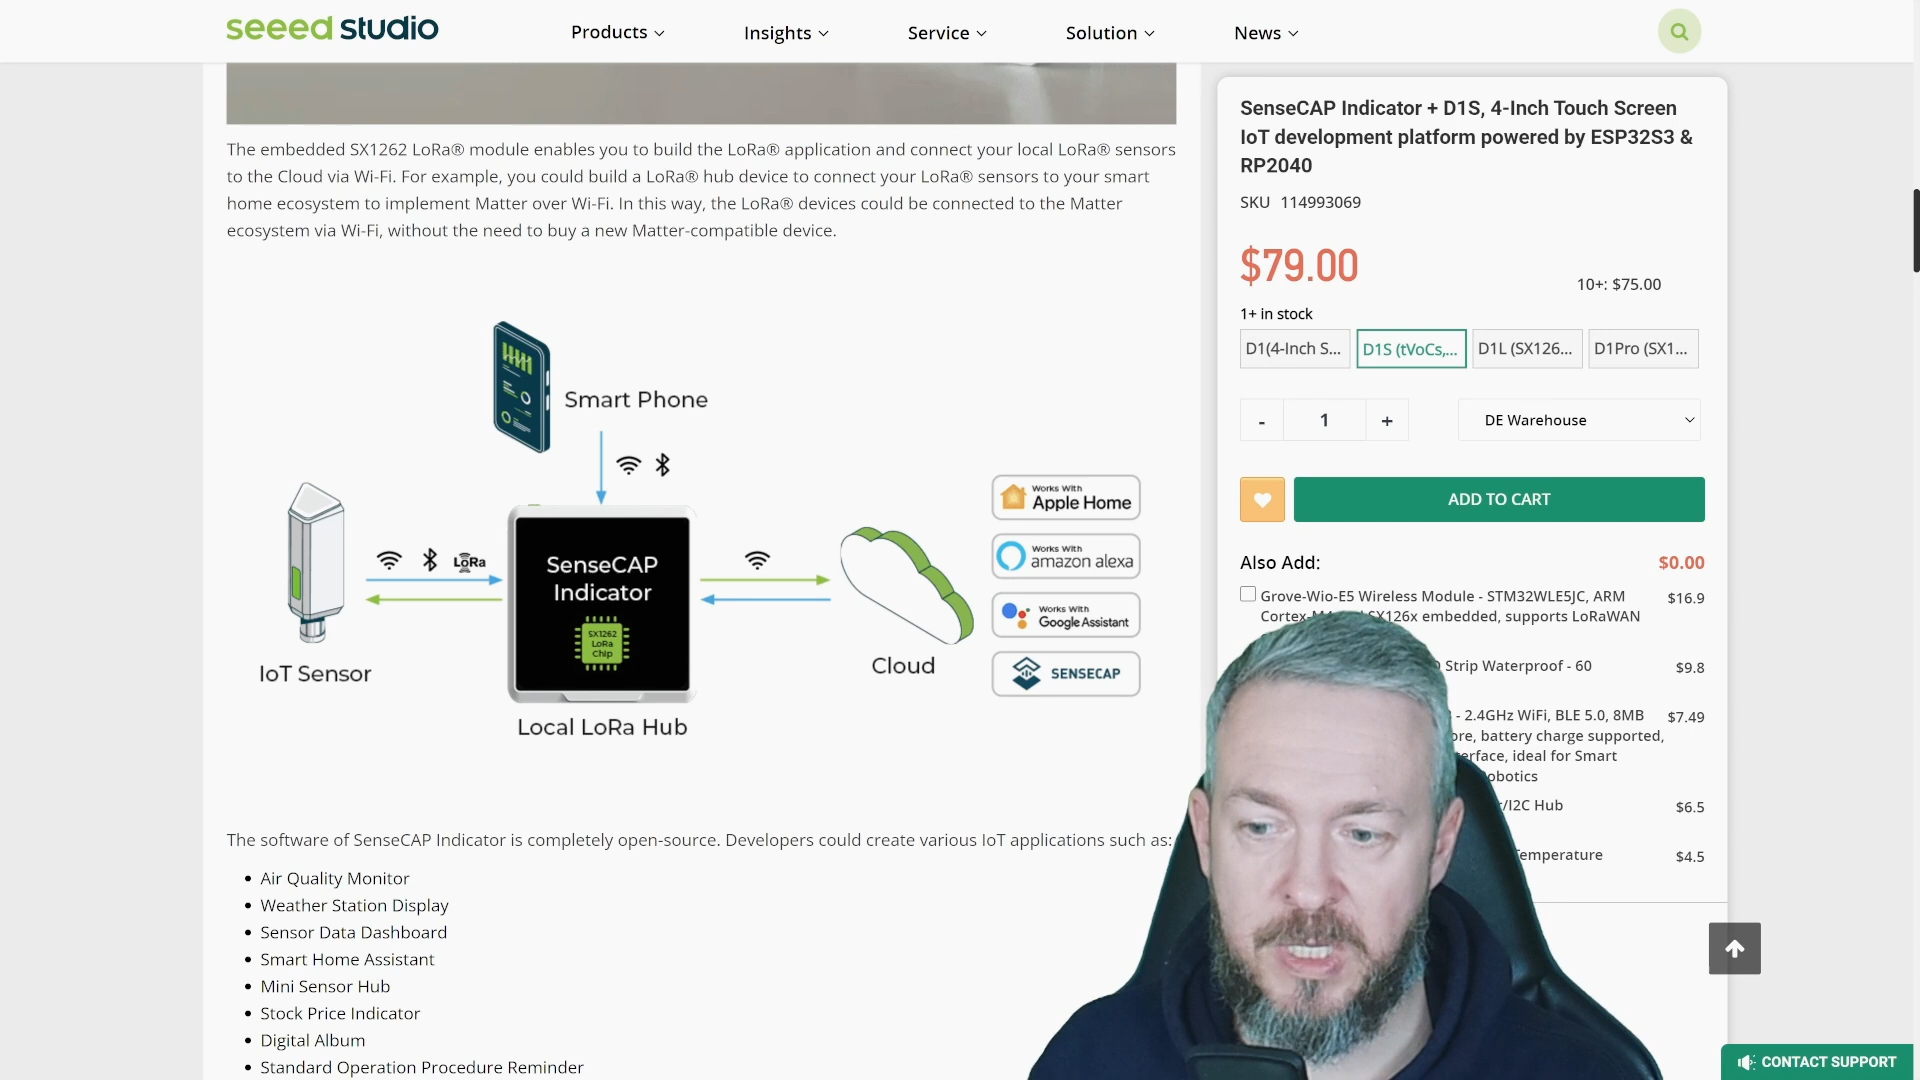 seeed studio
Products
Insights
Service
Solution
News
The embedded SX1262 LoRa® module enables you to build the LoRa® application and connect your local LoRa® sensors
to the Cloud via Wi-Fi. For example, you could build a LoRa® hub device to connect your LoRa® sensors to your smart
home ecosystem to implement Matter over Wi-Fi. In this way, the LoRa® devices could be connected to the Matter
ecosystem via Wi-Fi, without the need to buy a new Matter-compatible device.
Smart Phone
LoRa
IoT Sensor
SenseCAP
Indicator
SX1262
LoRa
Chip
Local LoRa Hub
Cloud
Works With
Apple Home
Works With
amazon alexa
Works With
Google Assistant
SENSECAP
The software of SenseCAP Indicator is completely open-source. Developers could create various IoT applications such as:
• Air Quality Monitor
• Weather Station Display
• Sensor Data Dashboard
• Smart Home Assistant
• Mini Sensor Hub
• Stock Price Indicator
• Digital Album
• Standard Operation Procedure Reminder
SenseCAP Indicator + D1S, 4-Inch Touch Screen
IoT development platform powered by ESP32S3 &
RP2040
SKU 114993069
$79.00
10+: $75.00
1+ in stock
D1(4-Inch S...
D1S (tVoCs,...
D1L (SX126...
D1Pro (SX1...
- 1 +
DE Warehouse
ADD TO CART
Also Add: $0.00
Grove-Wio-E5 Wireless Module - STM32WLE5JC, ARM $16.9
SX126x embedded, supports LoRaWAN
Strip Waterproof - 60 $9.8
- 2.4GHz WiFi, BLE 5.0, 8MB $7.49
battery charge supported,
ideal for Smart
/I2C Hub $6.5
Temperature $4.5
CONTACT SUPPORT